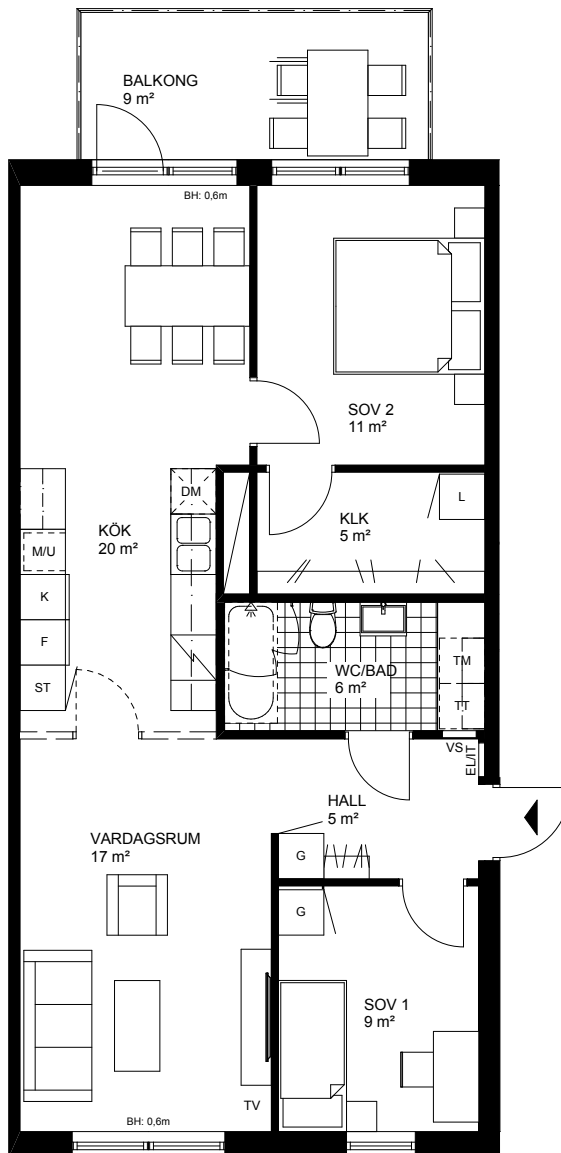 BALKONG
9 m²
BH: 0,6m
SOV 2
11 m²
DM
L
KÖK
20 m²
KLK
5 m²
M/U
K
F
ST
WC/BAD
6 m²
TM
TT
VS
EL/IT
HALL
5 m²
VARDAGSRUM
17 m²
G
G
SOV 1
9 m²
TV
BH: 0,6m